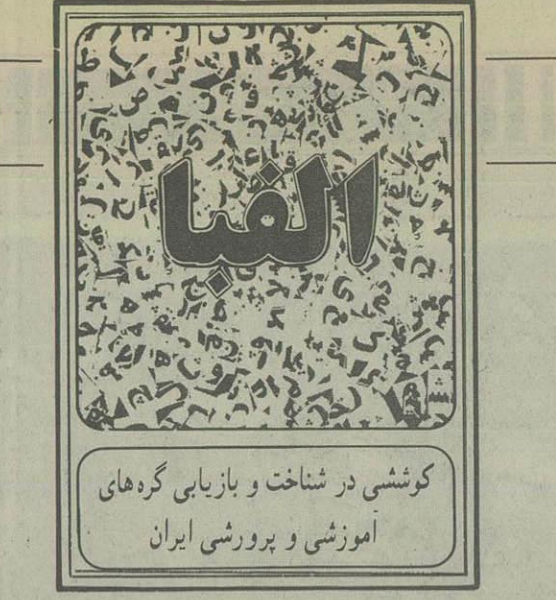 الفبا
کوششی در شناخت و بازیابی گره‌های
آموزشی و پرورشی ایران